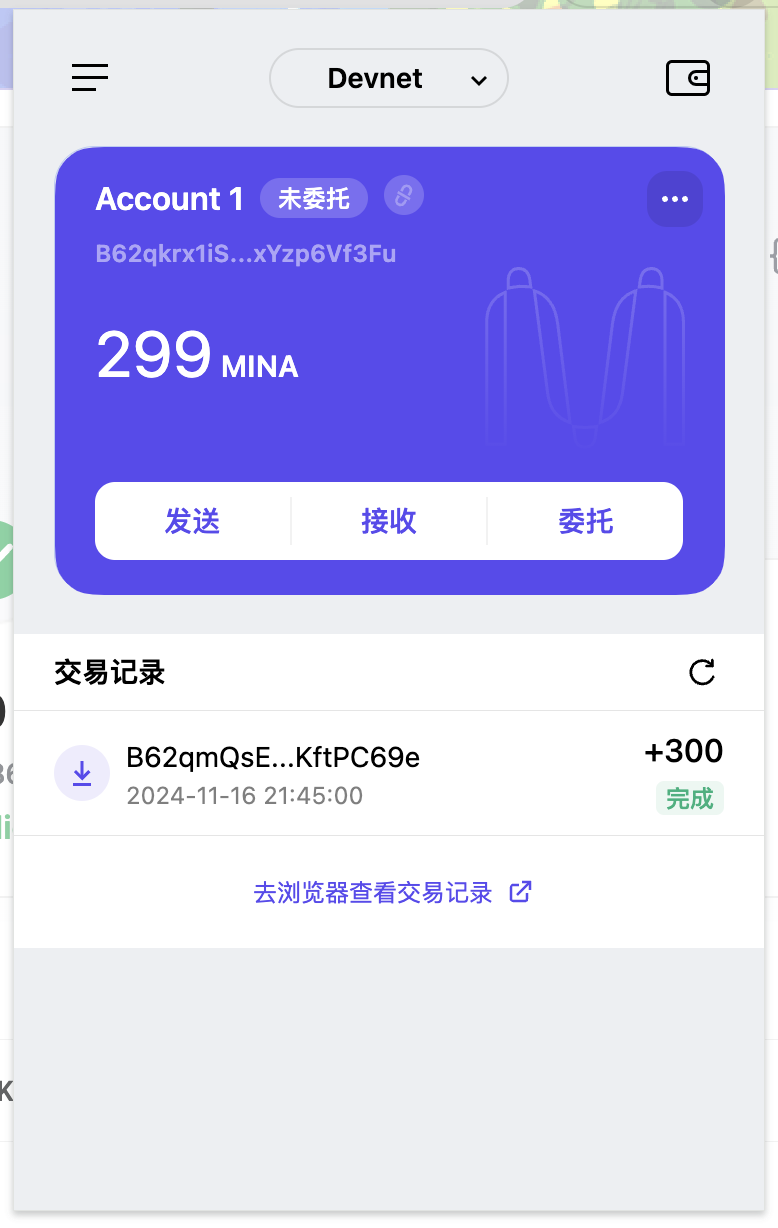 Devnet
Account 1 未委托
B62qkrx1iS...xYzp6Vf3Fu
299 MINA
发送 接收 委托
交易记录
B62qmQsE...KftPC69e +300
2024-11-16 21:45:00 完成
去浏览器查看交易记录